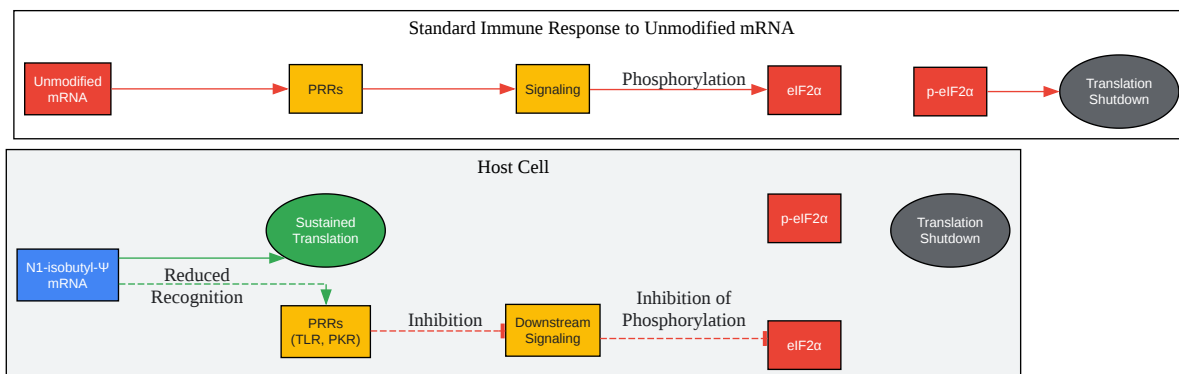 Standard Immune Response to Unmodified mRNA
Unmodified
mRNA
PRRs
Signaling
Phosphorylation
eIF2α
p-eIF2α
Translation
Shutdown
Host Cell
Sustained
Translation
p-eIF2α
Translation
Shutdown
N1-isobutyl-Ψ
mRNA
Reduced
Recognition
PRRs
(TLR, PKR)
Inhibition
Downstream
Signaling
Inhibition of
Phosphorylation
eIF2α